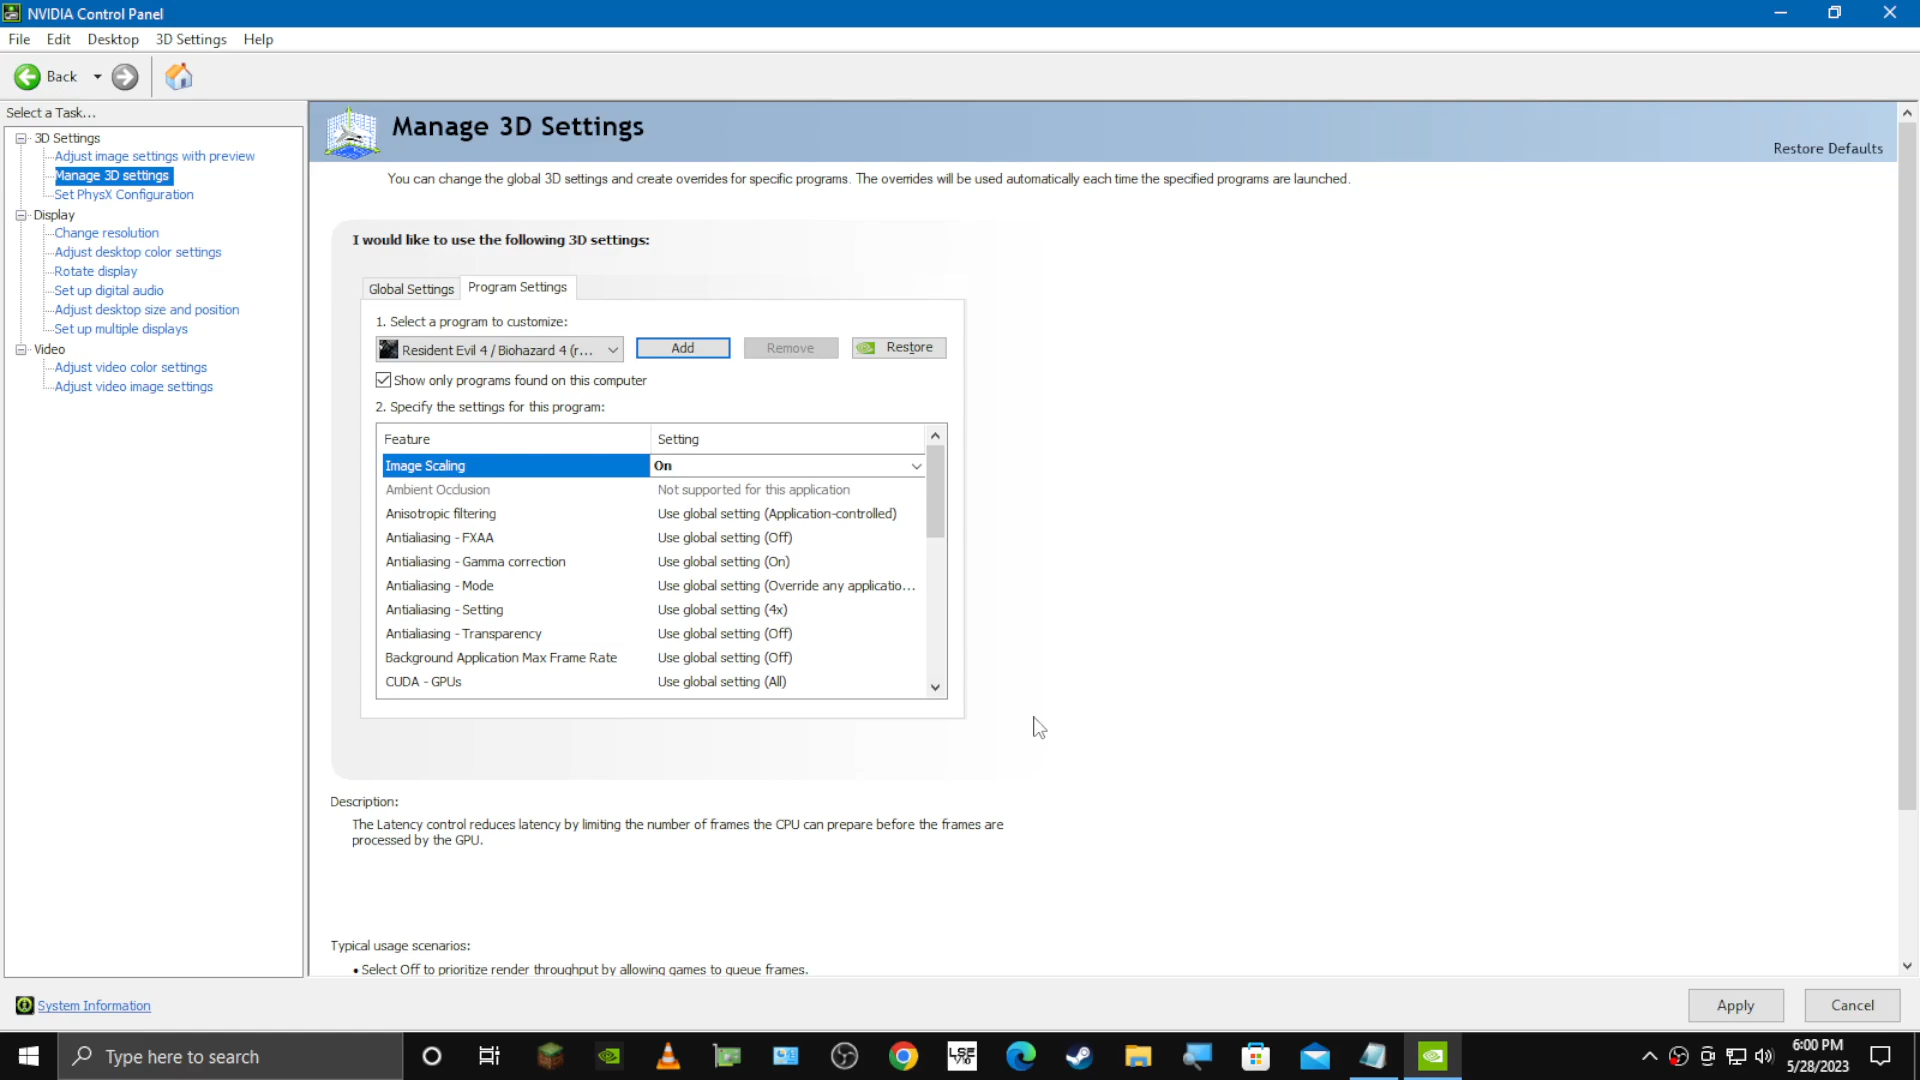 NVIDIA Control Panel
File Edit Desktop 3D Settings Help
Back
Select a Task...
3D Settings
Adjust image settings with preview
Manage 3D settings
Set PhysX Configuration
Display
Change resolution
Adjust desktop color settings
Rotate display
Set up digital audio
Adjust desktop size and position
Set up multiple displays
Video
Adjust video color settings
Adjust video image settings
Manage 3D Settings
Restore Defaults
You can change the global 3D settings and create overrides for specific programs. The overrides will be used automatically each time the specified programs are launched.
I would like to use the following 3D settings:
Global Settings Program Settings
1. Select a program to customize:
Resident Evil 4 / Biohazard 4 (r... Add Remove Restore
Show only programs found on this computer
2. Specify the settings for this program:
Feature Setting
Image Scaling On
Ambient Occlusion Not supported for this application
Anisotropic filtering Use global setting (Application-controlled)
Antialiasing - FXAA Use global setting (Off)
Antialiasing - Gamma correction Use global setting (On)
Antialiasing - Mode Use global setting (Override any applicatio...
Antialiasing - Setting Use global setting (4x)
Antialiasing - Transparency Use global setting (Off)
Background Application Max Frame Rate Use global setting (Off)
CUDA - GPUs Use global setting (All)
Description:
The Latency control reduces latency by limiting the number of frames the CPU can prepare before the frames are
processed by the GPU.
Typical usage scenarios:
• Select Off to prioritize render throughput by allowing games to queue frames.
System Information
Apply Cancel
Type here to search
6:00 PM
5/28/2023